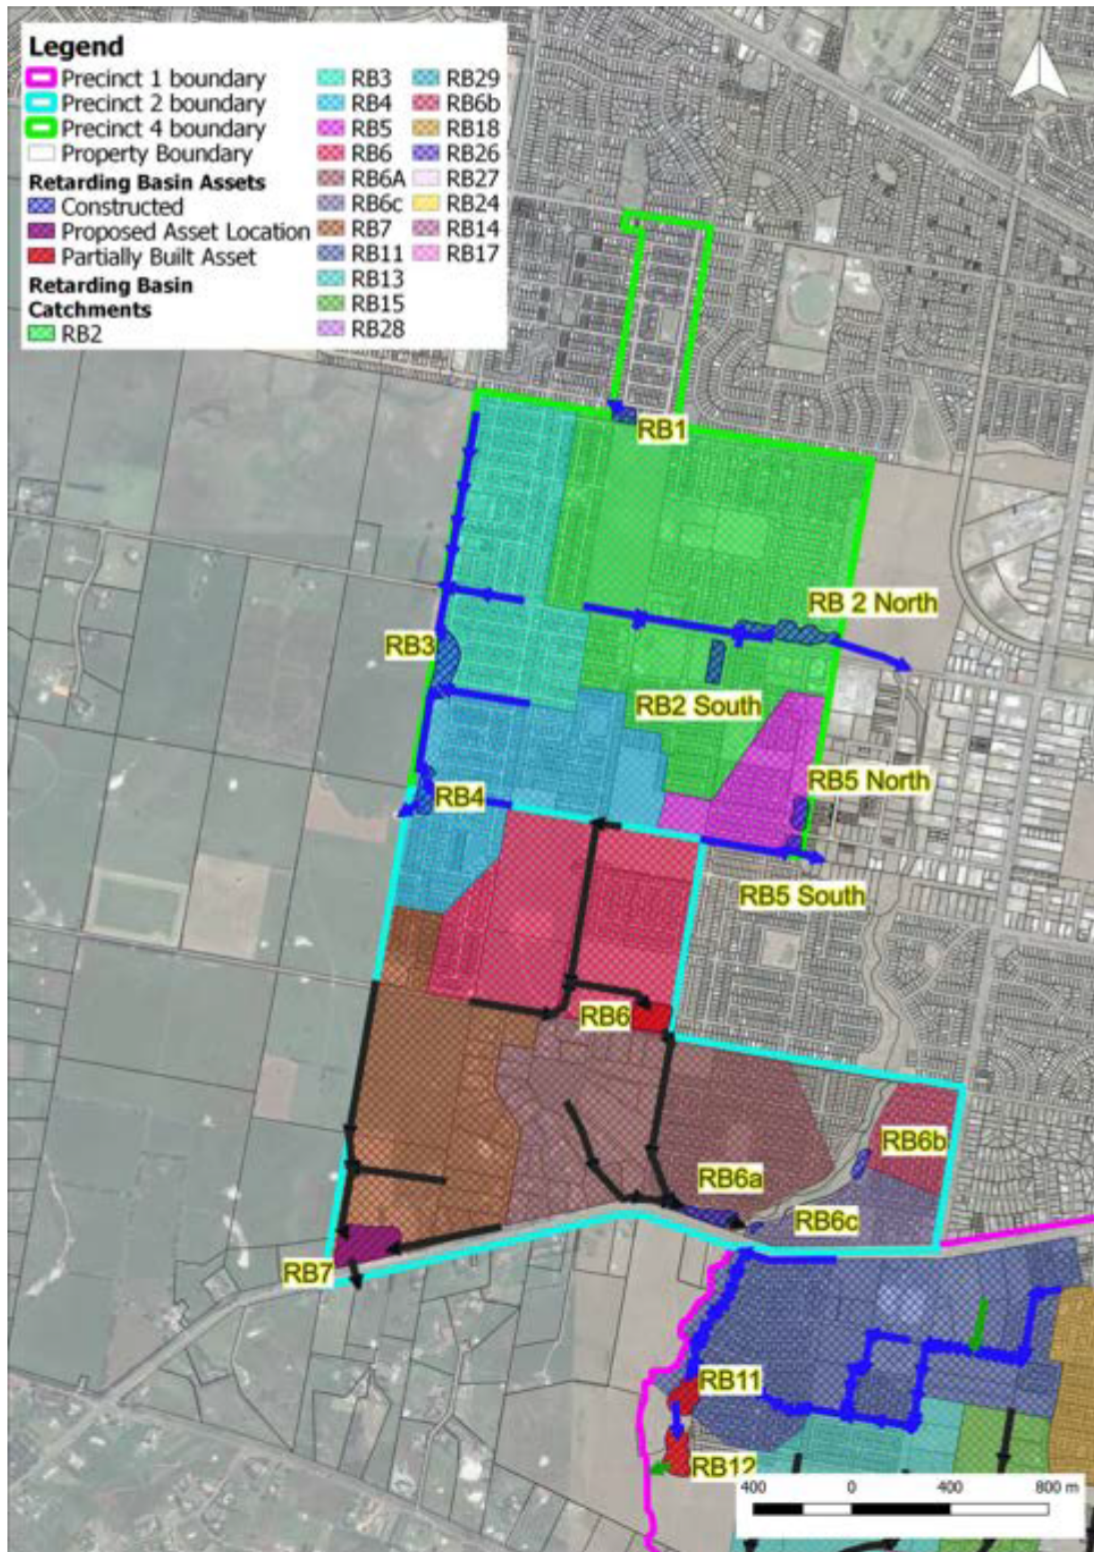 Legend
Precinct 1 boundary
Precinct 2 boundary
Precinct 4 boundary
Property Boundary
Retarding Basin Assets
Constructed
Proposed Asset Location
Partially Built Asset
Retarding Basin
Catchments
RB2
RB3
RB4
RB5
RB6
RB6A
RB6c
RB7
RB11
RB13
RB15
RB28
RB29
RB6b
RB18
RB26
RB27
RB24
RB14
RB17
RB1
RB 2 North
RB3
RB2 South
RB5 North
RB4
RB5 South
RB6
RB6b
RB6a
RB6c
RB7
RB11
RB12
400 0 400 800 m